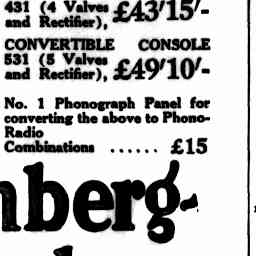 431 (4 Valves and Rectifier), £43'15'-
CONVERTIBLE CONSOLE
531 (5 Valves and Rectifier), £49'10'-
No. 1 Phonograph Panel for
converting the above to Phono-
Radio
Combinations ...... £15
nberg-